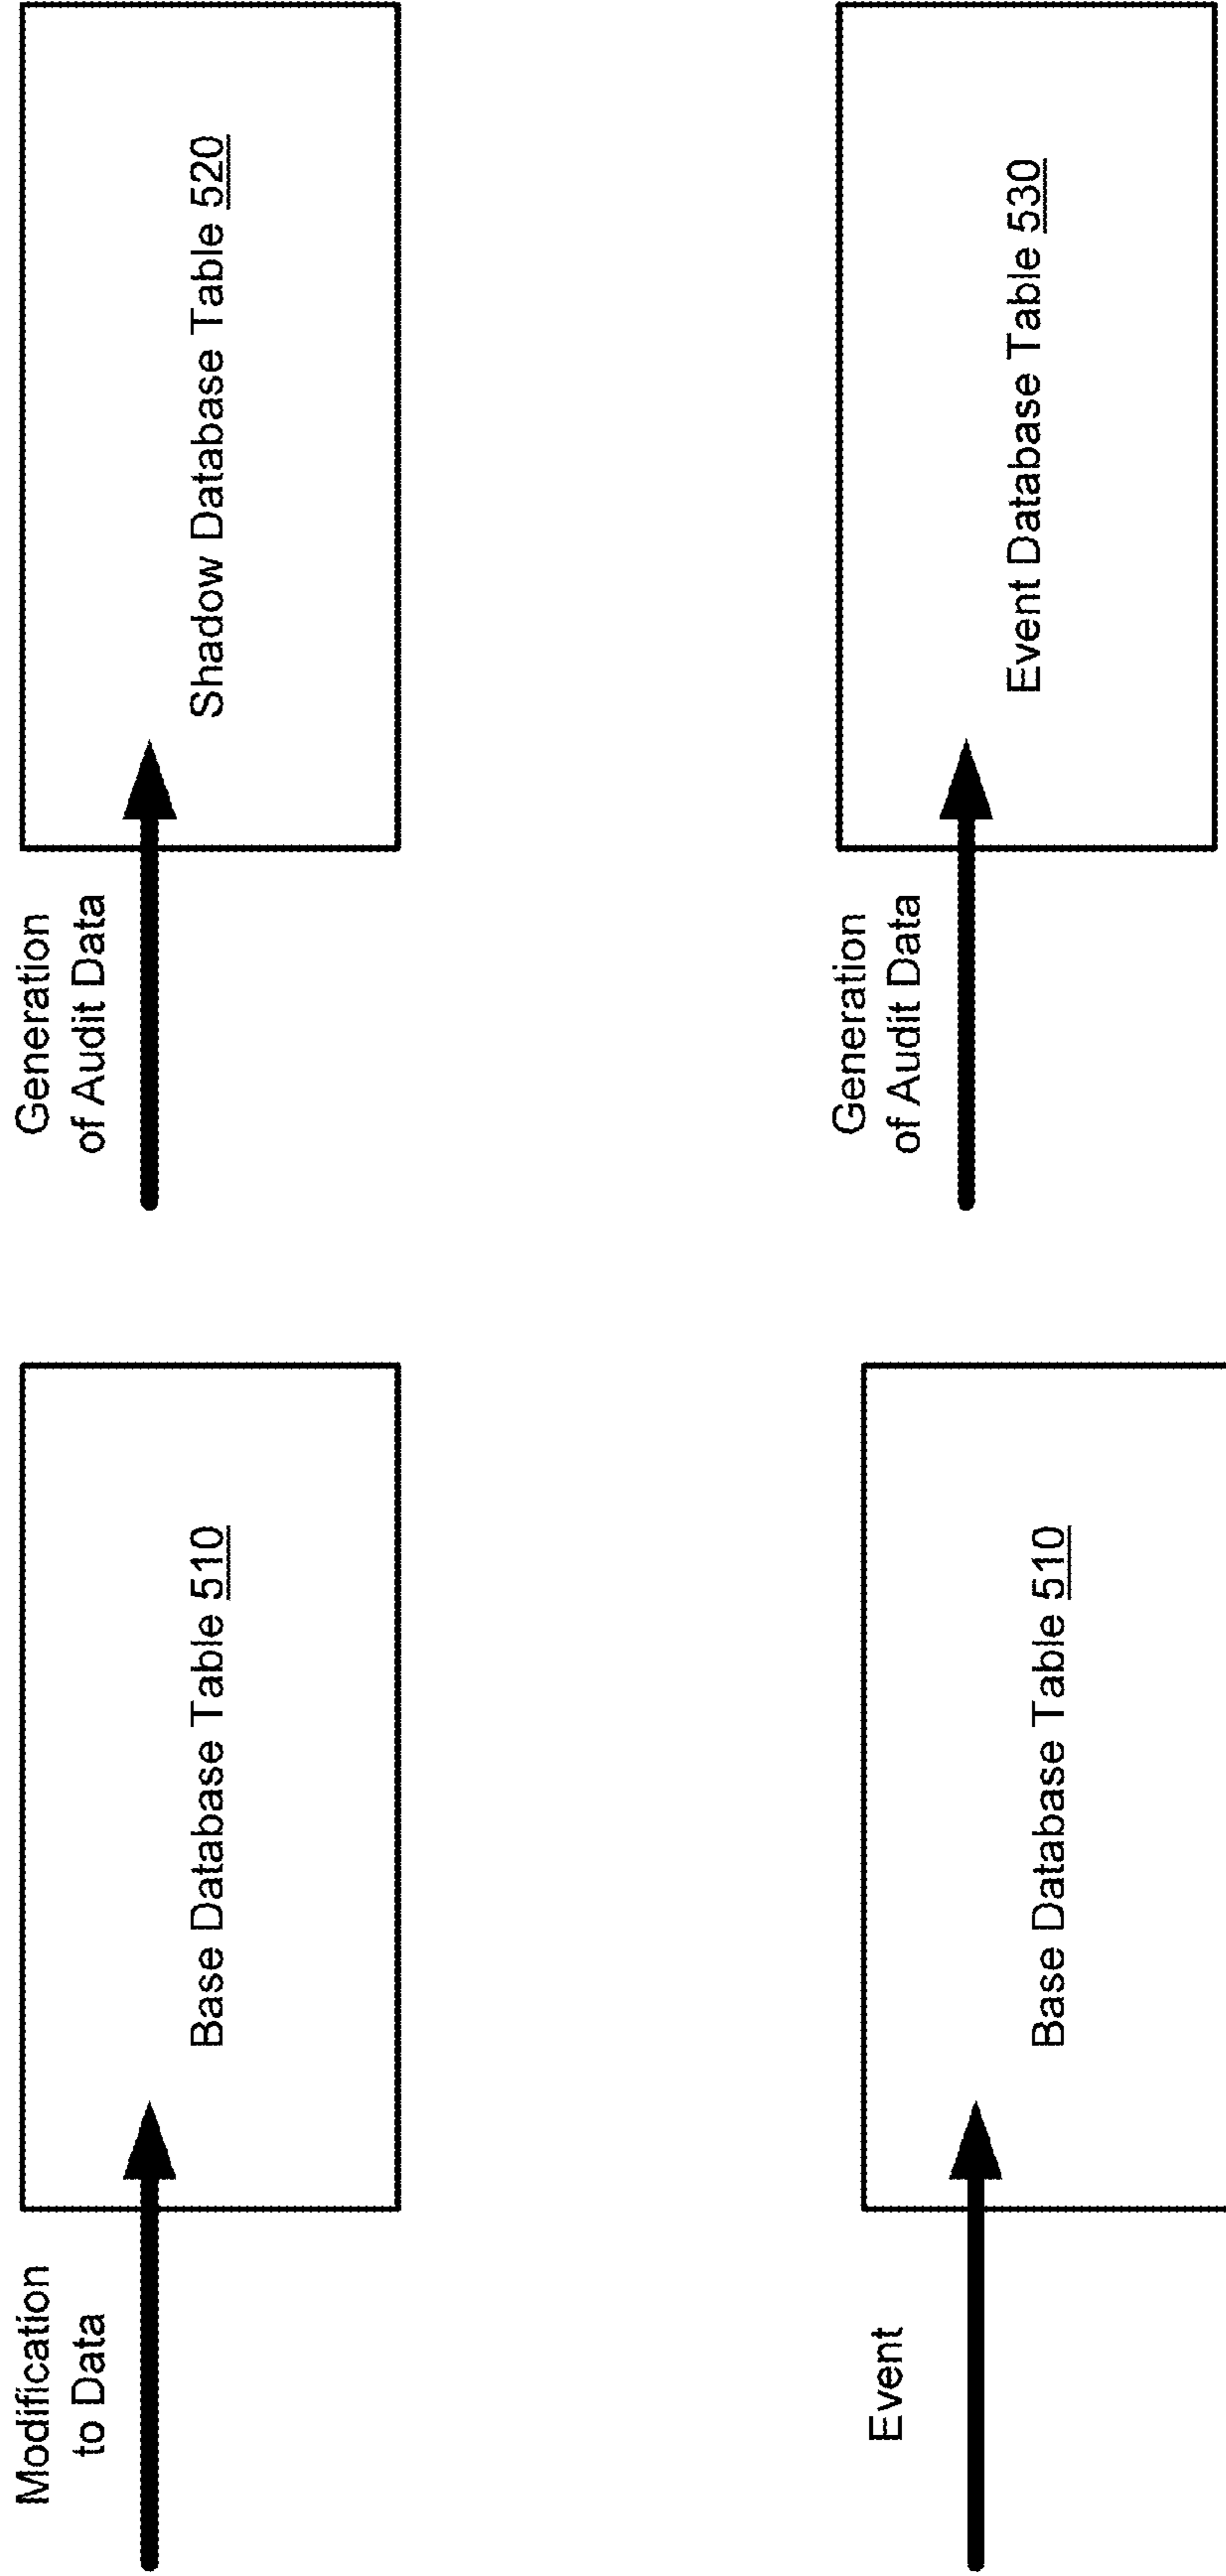 Modification
to Data
Base Database Table 510
Generation
of Audit Data
Shadow Database Table 520
Event
Base Database Table 510
Generation
of Audit Data
Event Database Table 530